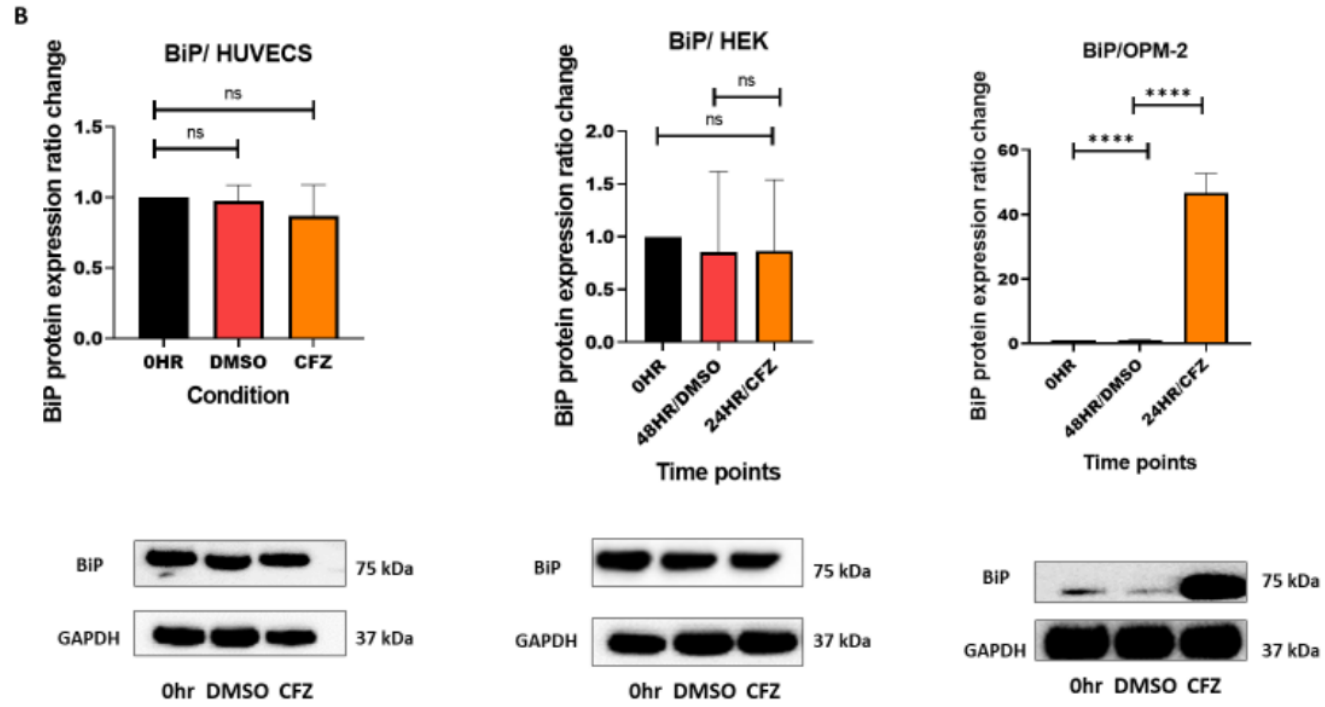 B
BiP/ HUVECS
BiP protein expression ratio change
ns
ns
1.5
1.0
0.5
0.0
0HR DMSO CFZ
Condition
BiP/ HEK
BiP protein expression ratio change
ns
ns
2.0
1.5
1.0
0.5
0.0
0HR
48HR/DMSO
24HR/CFZ
Time points
BiP/OPM-2
BiP protein expression ratio change
****
****
60
40
20
0
0HR
48HR/DMSO
24HR/CFZ
Time points
BiP
75 kDa
GAPDH
37 kDa
0hr DMSO CFZ
BiP
75 kDa
GAPDH
37 kDa
0hr DMSO CFZ
BiP
75 kDa
GAPDH
37 kDa
0hr DMSO CFZ